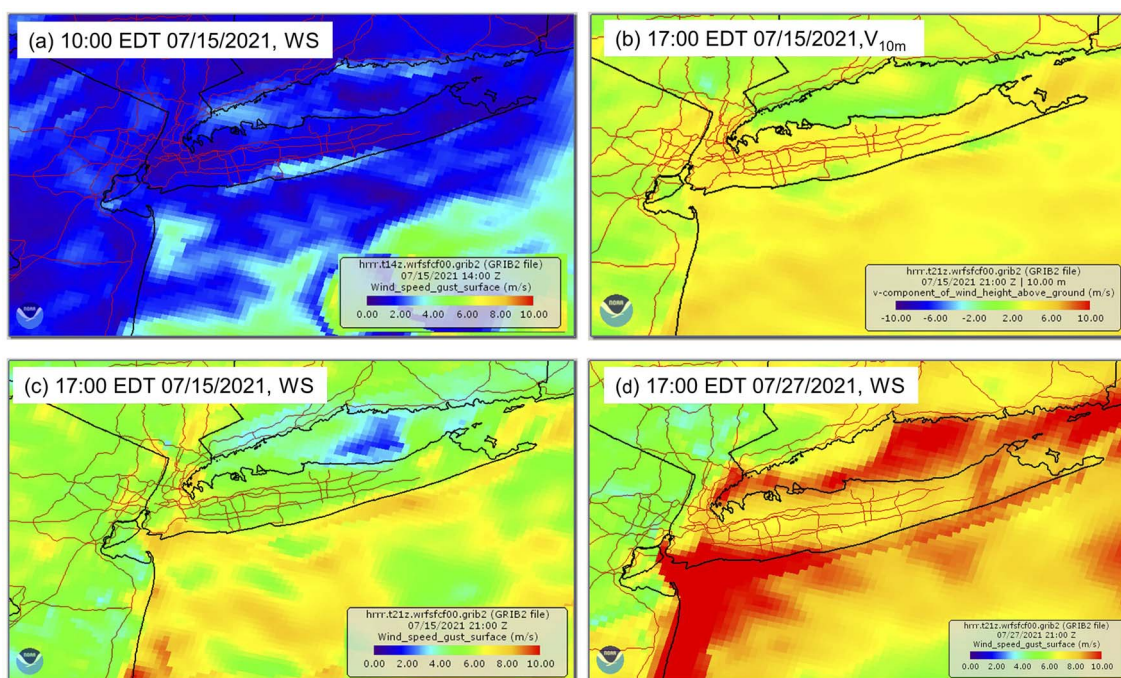 (a) 10:00 EDT 07/15/2021, WS
hrrr.t14z.wrfsfcf00.grib2 (GRIB2 file)
07/15/2021 14:00 Z
Wind_speed_gust_surface (m/s)
0.00 2.00 4.00 6.00 8.00 10.00
NOAA
(b) 17:00 EDT 07/15/2021,V10m
hrrr.t21z.wrfsfcf00.grib2 (GRIB2 file)
07/15/2021 21:00 Z | 10.00 m
v-component_of_wind_height_above_ground (m/s)
-10.00 -6.00 -2.00 2.00 6.00 10.00
NOAA
(c) 17:00 EDT 07/15/2021, WS
hrrr.t21z.wrfsfcf00.grib2 (GRIB2 file)
07/15/2021 21:00 Z
Wind_speed_gust_surface (m/s)
0.00 2.00 4.00 6.00 8.00 10.00
NOAA
(d) 17:00 EDT 07/27/2021, WS
hrrr.t21z.wrfsfcf00.grib2 (GRIB2 file)
07/27/2021 21:00 Z
Wind_speed_gust_surface (m/s)
0.00 2.00 4.00 6.00 8.00 10.00
NOAA